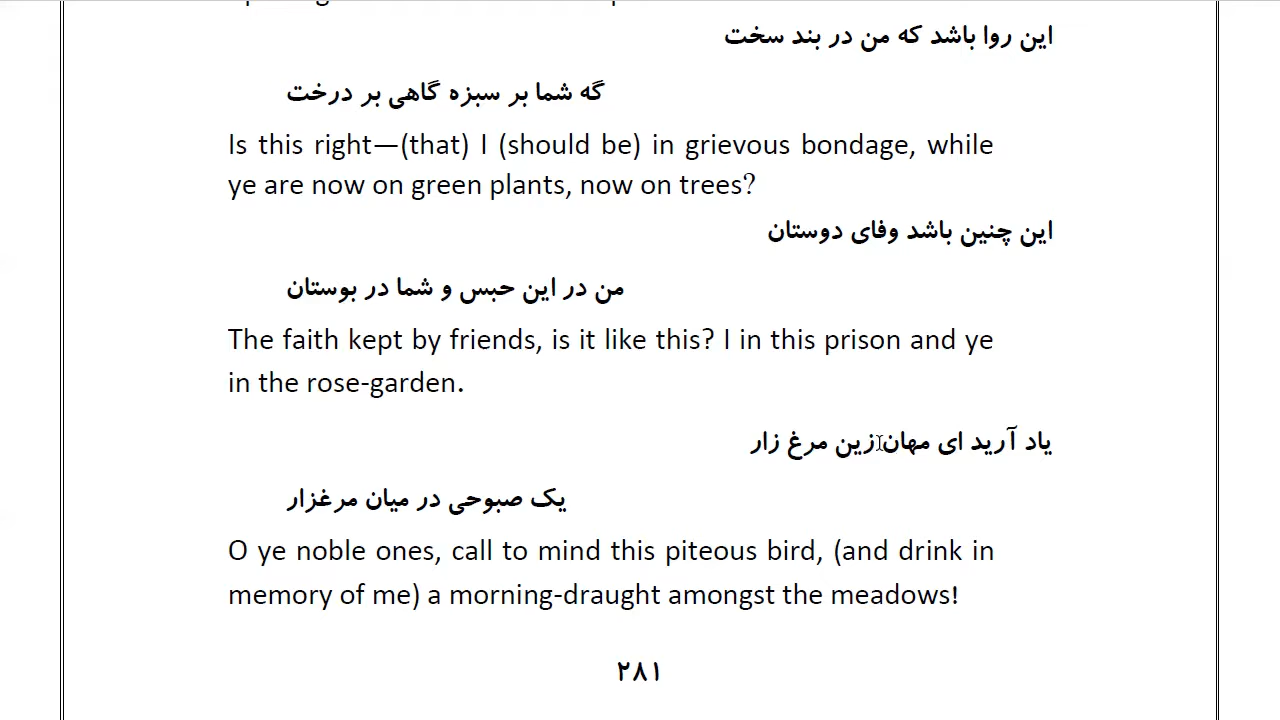 این روا باشد که من در بند سخت
گه شما بر سبزه گاهی بر درخت
Is this right—(that) I (should be) in grievous bondage, while
ye are now on green plants, now on trees?
این چنین باشد وفای دوستان
من در این حبس و شما در بوستان
The faith kept by friends, is it like this? I in this prison and ye
in the rose-garden.
یاد آرید ای مهان زین مرغ زار
یک صبوحی در میان مرغزار
O ye noble ones, call to mind this piteous bird, (and drink in
memory of me) a morning-draught amongst the meadows!
۲۸۱